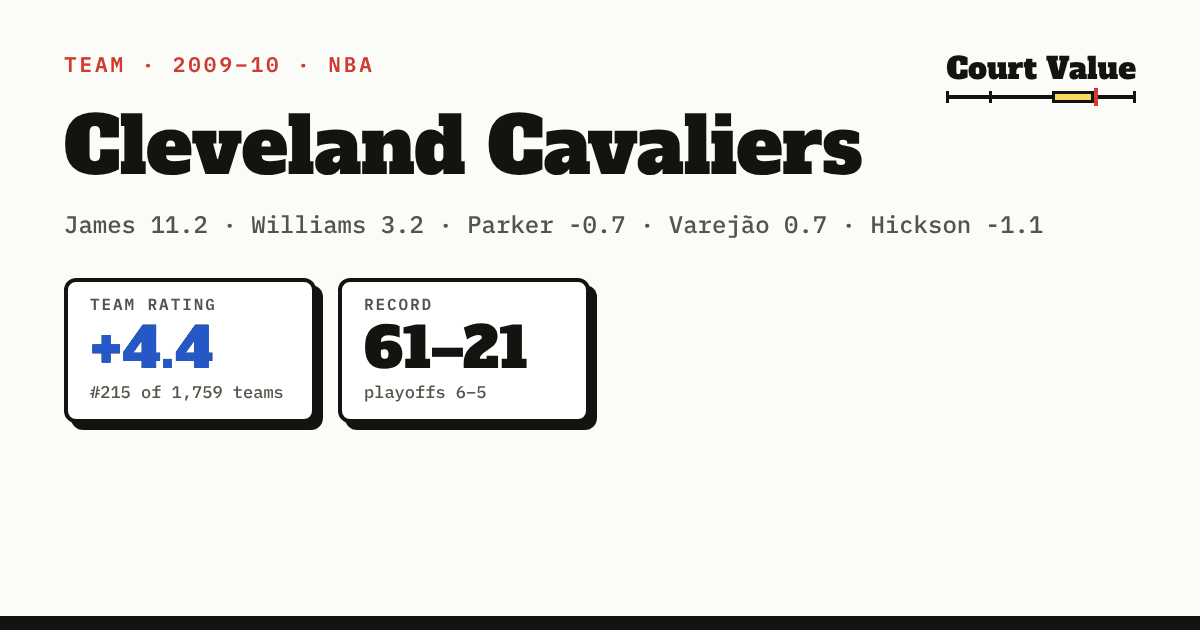 TEAM · 2009–10 · NBA
Court Value
Cleveland Cavaliers
James 11.2 · Williams 3.2 · Parker -0.7 · Varejão 0.7 · Hickson -1.1
TEAM RATING
+4.4
#215 of 1,759 teams
RECORD
61–21
playoffs 6–5